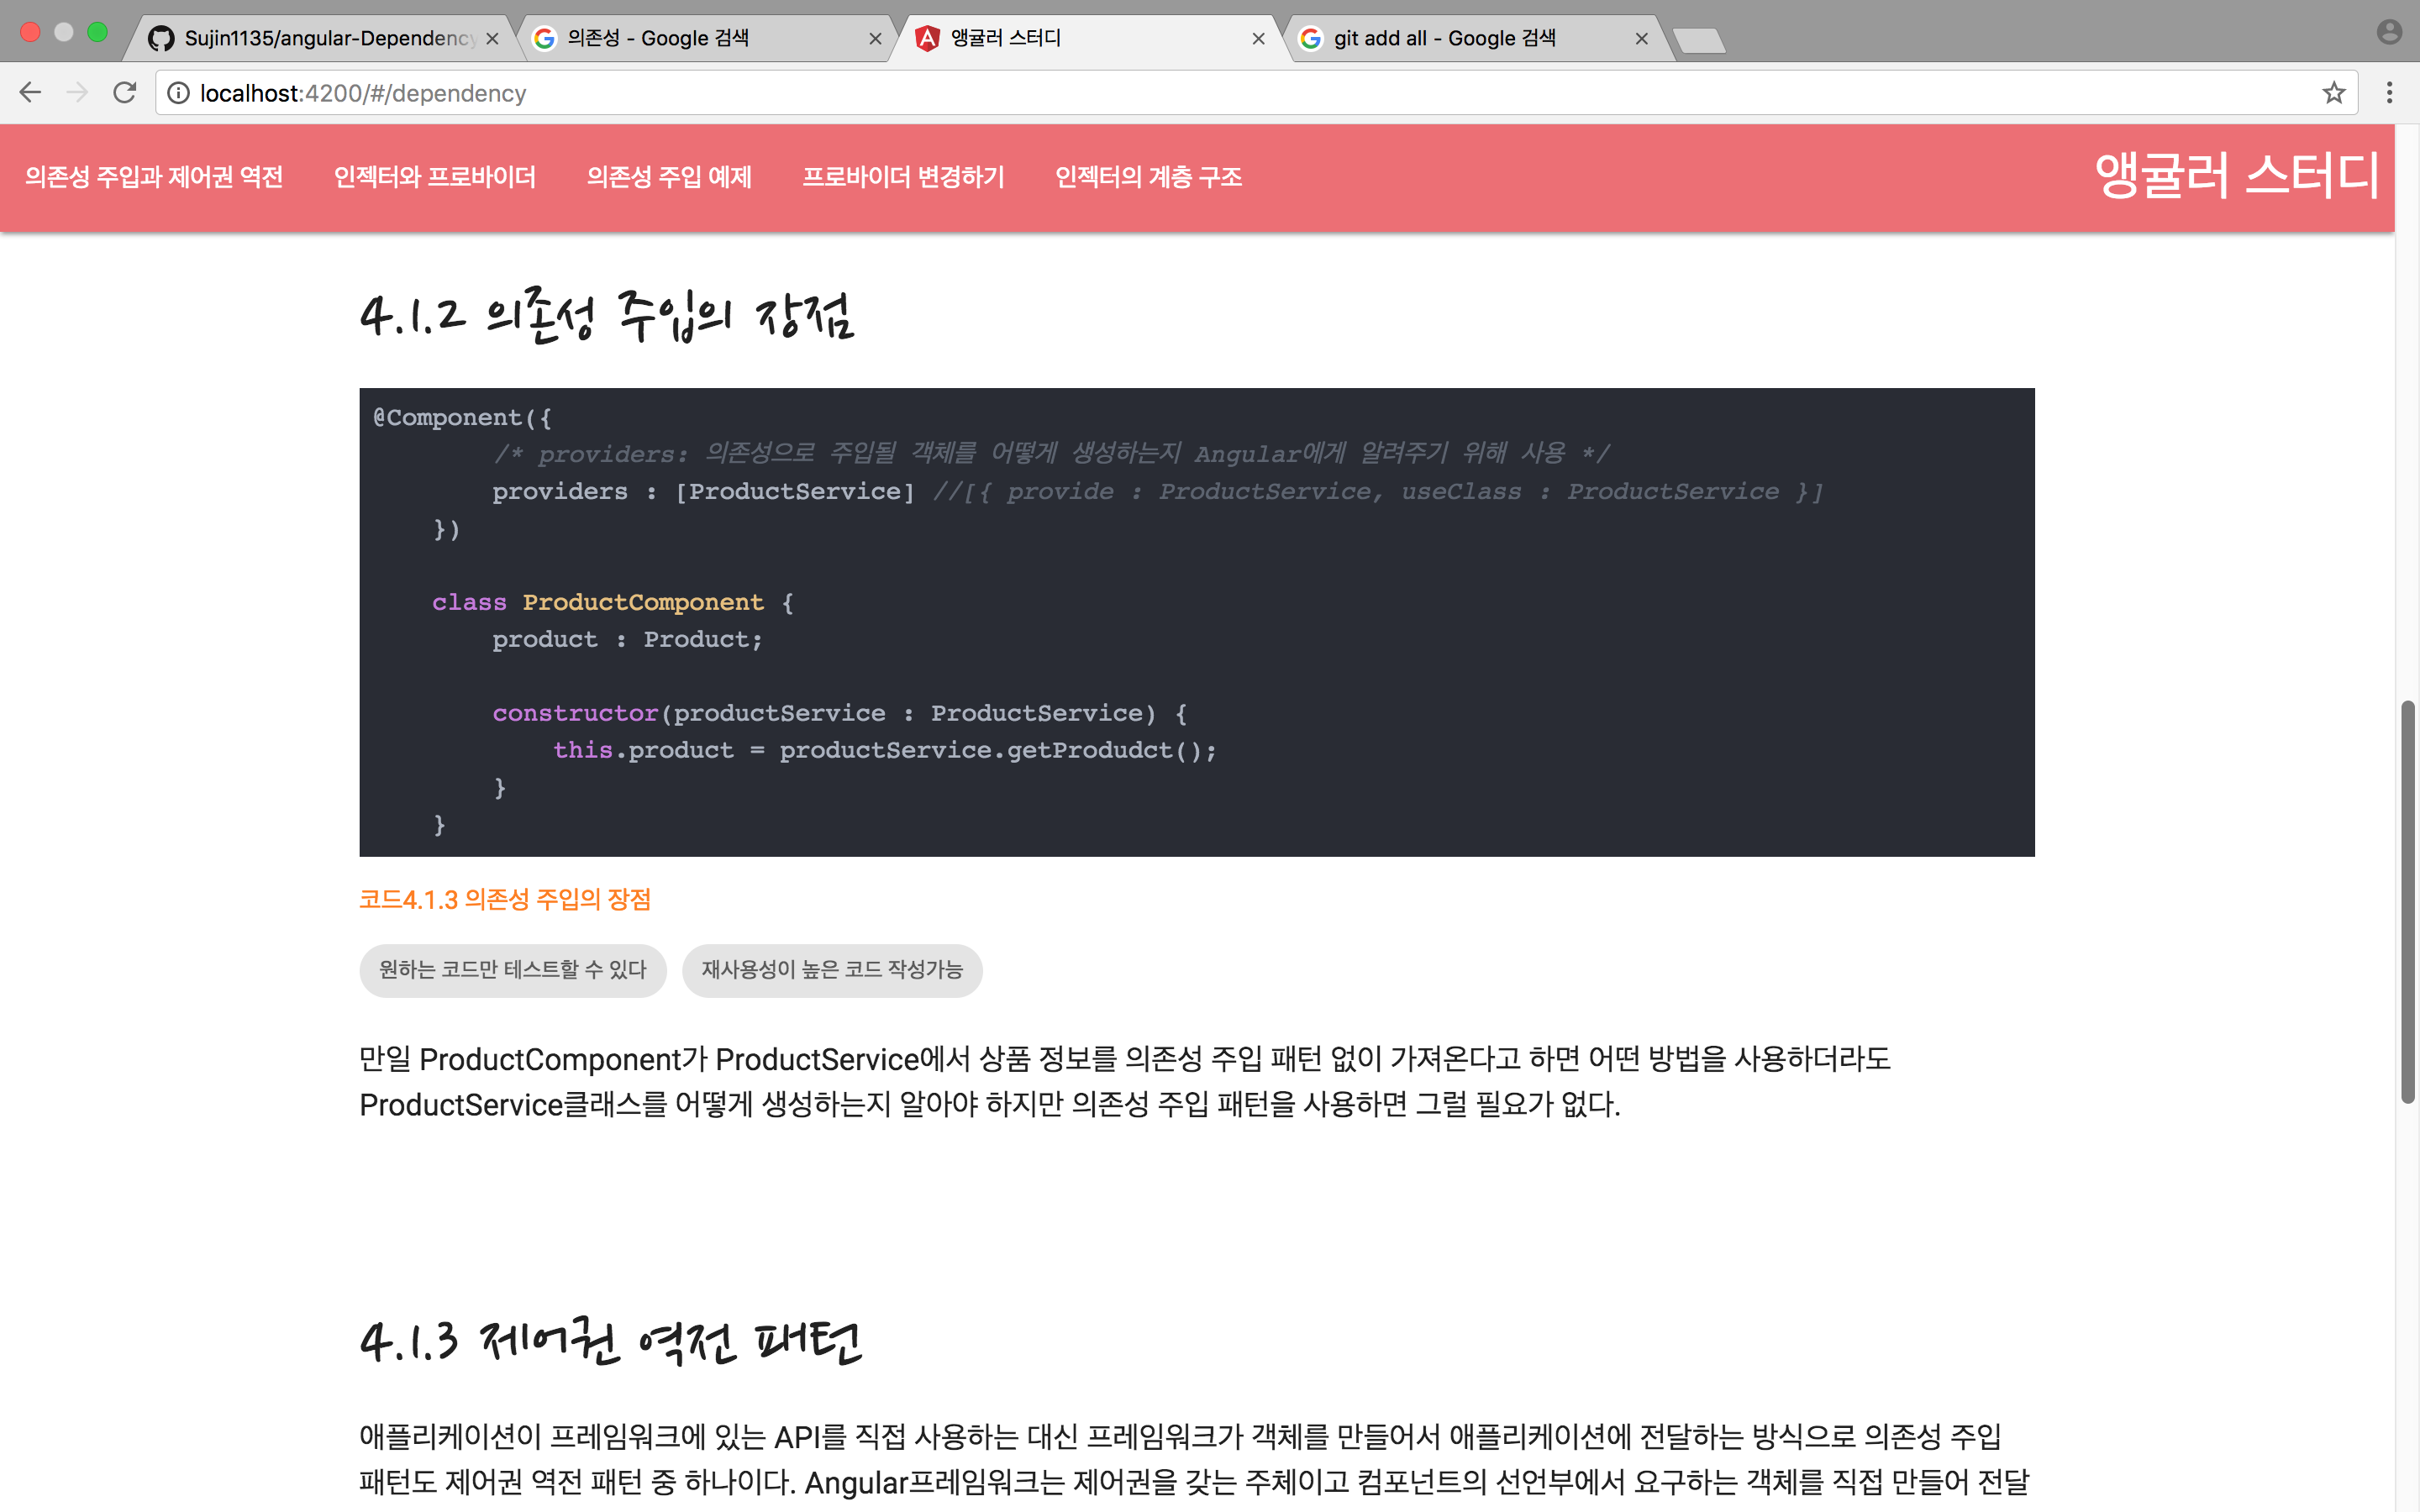 Sujin1135/angular-Dependency
의존성 - Google 검색
앵귤러 스터디
git add all - Google 검색
localhost:4200/#/dependency
의존성 주입과 제어권 역전
인젝터와 프로바이더
의존성 주입 예제
프로바이더 변경하기
인젝터의 계층 구조
앵귤러 스터디
4.1.2 의존성 주입의 장점
@Component({
/* providers: 의존성으로 주입될 객체를 어떻게 생성하는지 Angular에게 알려주기 위해 사용 */
providers : [ProductService] //[{ provide : ProductService, useClass : ProductService }]
})
class ProductComponent {
product : Product;
constructor(productService : ProductService) {
this.product = productService.getProdudct();
}
}
코드4.1.3 의존성 주입의 장점
원하는 코드만 테스트할 수 있다
재사용성이 높은 코드 작성가능
만일 ProductComponent가 ProductService에서 상품 정보를 의존성 주입 패턴 없이 가져온다고 하면 어떤 방법을 사용하더라도
ProductService클래스를 어떻게 생성하는지 알아야 하지만 의존성 주입 패턴을 사용하면 그럴 필요가 없다.
4.1.3 제어권 역전 패턴
애플리케이션이 프레임워크에 있는 API를 직접 사용하는 대신 프레임워크가 객체를 만들어서 애플리케이션에 전달하는 방식으로 의존성 주입
패턴도 제어권 역전 패턴 중 하나이다. Angular프레임워크는 제어권을 갖는 주체이고 컴포넌트의 선언부에서 요구하는 객체를 직접 만들어 전달